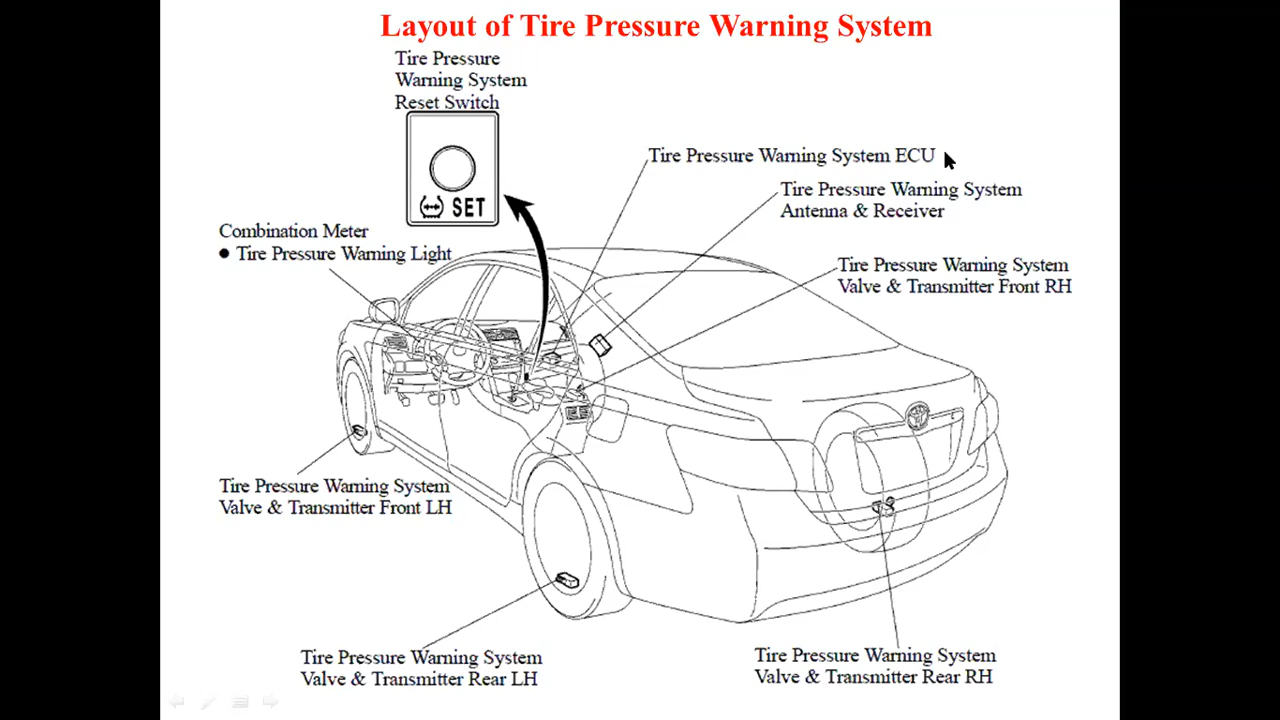 Layout of Tire Pressure Warning System
Tire Pressure
Warning System
Reset Switch
SET
Tire Pressure Warning System ECU
Tire Pressure Warning System
Antenna & Receiver
Combination Meter
● Tire Pressure Warning Light
Tire Pressure Warning System
Valve & Transmitter Front RH
Tire Pressure Warning System
Valve & Transmitter Front LH
Tire Pressure Warning System
Valve & Transmitter Rear LH
Tire Pressure Warning System
Valve & Transmitter Rear RH